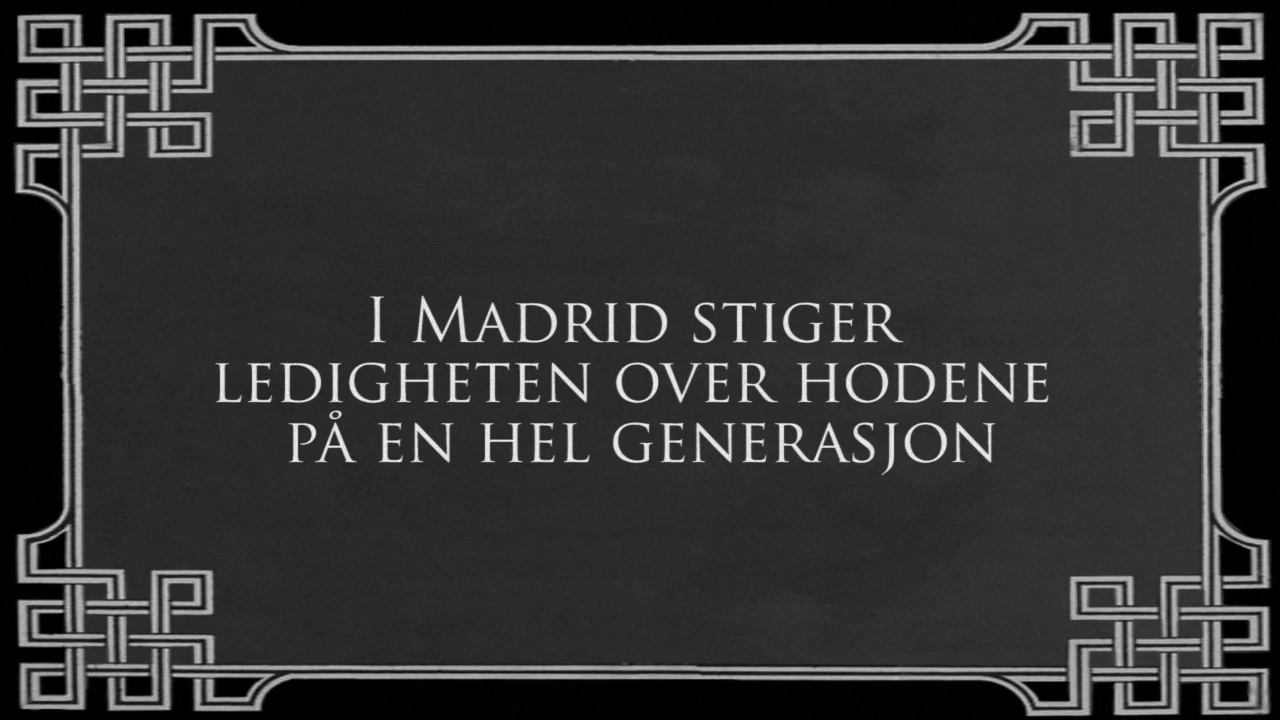 I Madrid stiger
ledigheten over hodene
på en hel generasjon